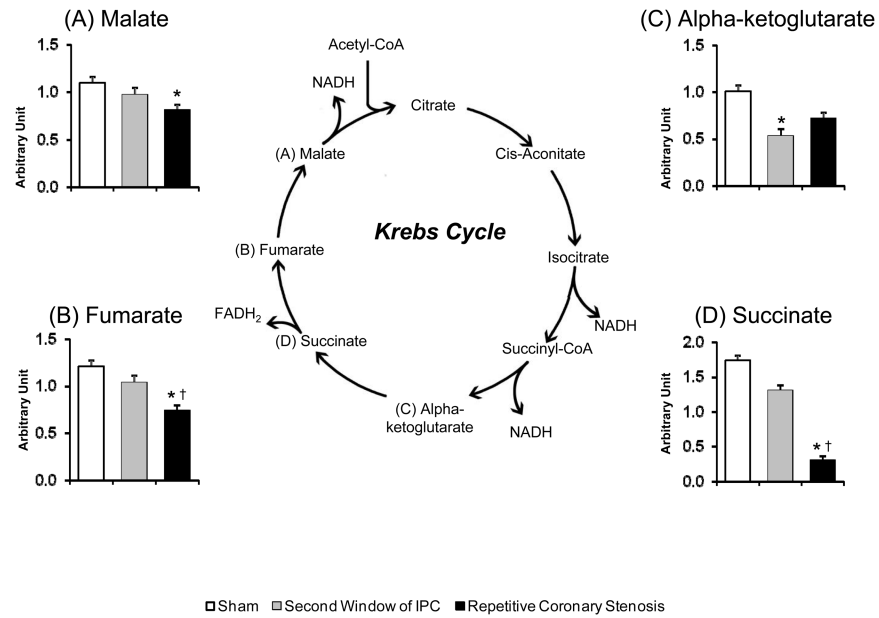 (A) Malate
1.5
1.0
0.5
0.0
Arbitrary Unit
*
(C) Alpha-ketoglutarate
1.5
1.0
0.5
0.0
Arbitrary Unit
*
Acetyl-CoA
NADH
Citrate
(A) Malate
Cis-Aconitate
Krebs Cycle
(B) Fumarate
Isocitrate
FADH2
NADH
(D) Succinate
Succinyl-CoA
(C) Alpha-
ketoglutarate
NADH
(B) Fumarate
1.5
1.0
0.5
0.0
Arbitrary Unit
* †
(D) Succinate
2.0
1.5
1.0
0.5
0.0
Arbitrary Unit
* †
Sham Second Window of IPC Repetitive Coronary Stenosis